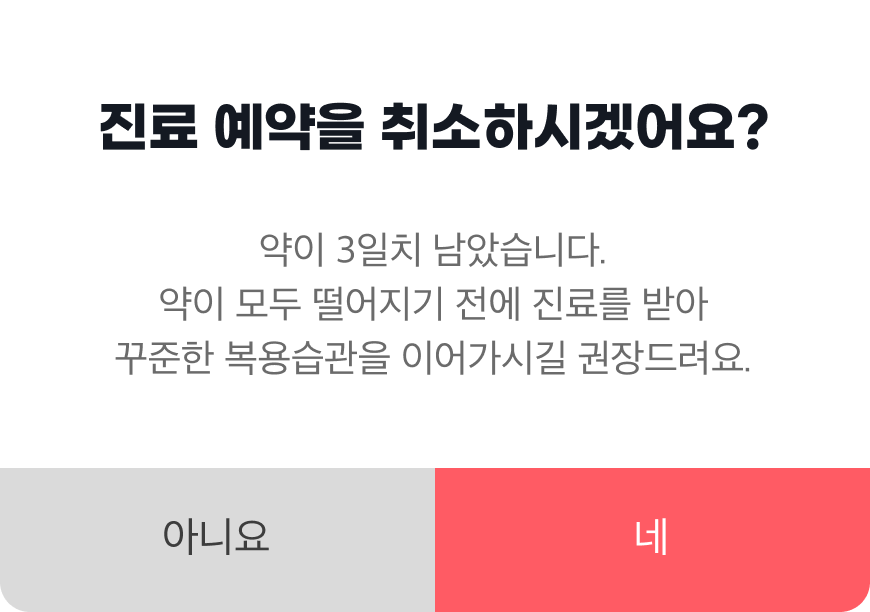 진료 예약을 취소하시겠어요?
약이 3일치 남았습니다.
약이 모두 떨어지기 전에 진료를 받아
꾸준한 복용습관을 이어가시길 권장드려요.
아니요
네